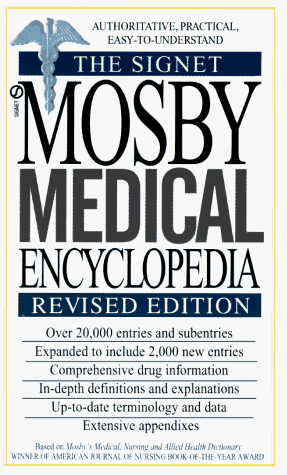 AUTHORITATIVE, PRACTICAL,
EASY-TO-UNDERSTAND
THE SIGNET
SIGNET
MOSBY
MEDICAL
ENCYCLOPEDIA
REVISED EDITION
Over 20,000 entries and subentries
Expanded to include 2,000 new entries
Comprehensive drug information
In-depth definitions and explanations
Up-to-date terminology and data
Extensive appendixes
Based on Mosby's Medical, Nursing and Allied Health Dictionary
WINNER OF AMERICAN JOURNAL OF NURSING BOOK-OF-THE-YEAR AWARD